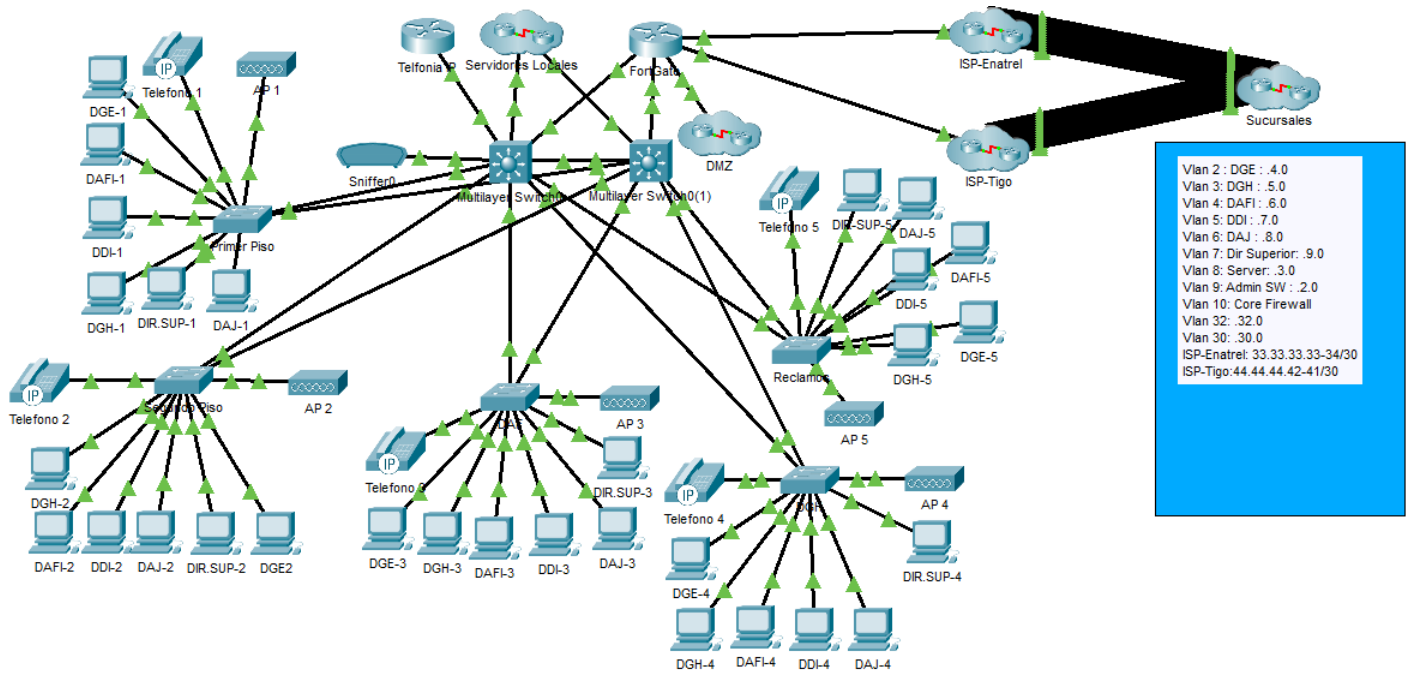 Telfonia IP
Servidores Locales
FortGate
ISP-Enatrel
Sucursales
ISP-Tigo
DMZ
Sniffer0
Multilayer Switch0
Multilayer Switch0(1)
DGE-1
IP
Telefono 1
AP 1
DAFI-1
DDI-1
DGH-1
DIR.SUP-1
DAJ-1
Primer Piso
IP
Telefono 2
Segundo Piso
AP 2
DGH-2
DAFI-2
DDI-2
DAJ-2
DIR.SUP-2
DGE2
IP
Telefono 3
AP 3
DIR.SUP-3
DGE-3
DGH-3
DAFI-3
DDI-3
DAJ-3
IP
Telefono 4
DGH
AP 4
DIR.SUP-4
DGE-4
DGH-4
DAFI-4
DDI-4
DAJ-4
IP
Telefono 5
DIR-SUP-5
DAJ-5
DAFI-5
DDI-5
DGE-5
DGH-5
Reclamos
AP 5
Vlan 2 : DGE : .4.0
Vlan 3: DGH : .5.0
Vlan 4: DAFI : .6.0
Vlan 5: DDI : .7.0
Vlan 6: DAJ : .8.0
Vlan 7: Dir Superior: .9.0
Vlan 8: Server: .3.0
Vlan 9: Admin SW : .2.0
Vlan 10: Core Firewall
Vlan 32: .32.0
Vlan 30: .30.0
ISP-Enatrel: 33.33.33.33-34/30
ISP-Tigo:44.44.44.42-41/30